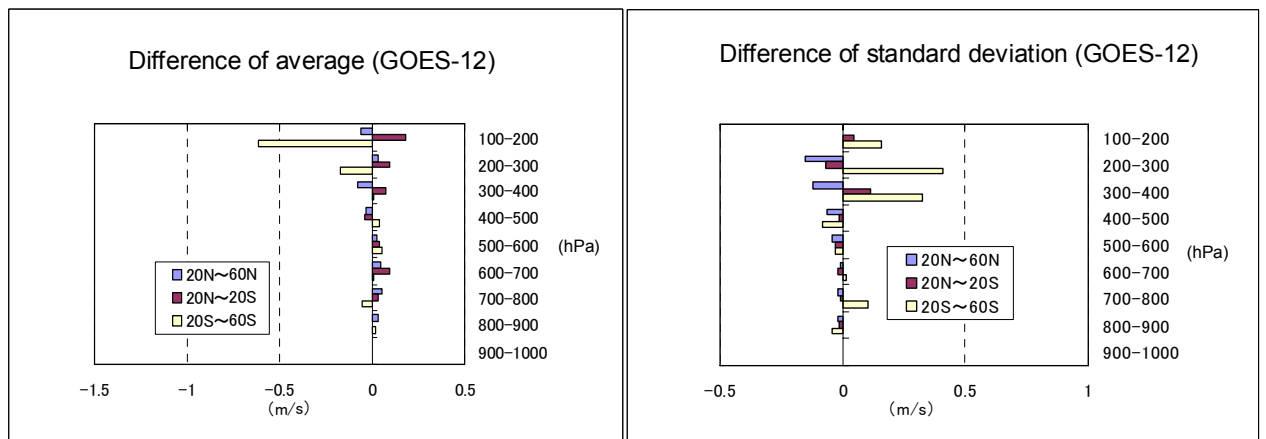 Difference of average (GOES-12)
100-200
200-300
300-400
400-500
500-600
(hPa)
600-700
700-800
800-900
900-1000
20N～60N
20N～20S
20S～60S
-1.5
-1
-0.5
0
0.5
(m/s)
Difference of standard deviation (GOES-12)
100-200
200-300
300-400
400-500
500-600
(hPa)
600-700
700-800
800-900
900-1000
20N～60N
20N～20S
20S～60S
-0.5
0
0.5
1
(m/s)